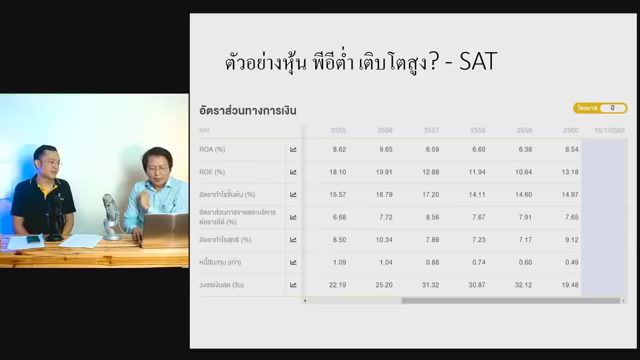 ตัวอย่างหุ้น พีอีต่ำ เติบโตสูง? - SAT
อัตราส่วนทางการเงิน
ไตรมาส 0
SAT 2555 2556 2557 2558 2559 2560 16/1/2562
ROA (%) 8.62 9.65 6.59 6.60 6.38 8.54
ROE (%) 18.10 19.91 12.88 11.94 10.64 13.18
อัตรากำไรขั้นต้น (%) 15.57 16.79 17.20 14.11 14.60 14.97
อัตราส่วนการขายและบริหาร
ต่อรายได้ (%) 6.68 7.72 8.56 7.67 7.91 7.65
อัตรากำไรสุทธิ (%) 8.50 10.34 7.89 7.23 7.17 9.12
หนี้สิน/ทุน (เท่า) 1.09 1.04 0.88 0.74 0.60 0.49
วงจรเงินสด (วัน) 22.19 25.20 31.32 30.87 32.12 19.48